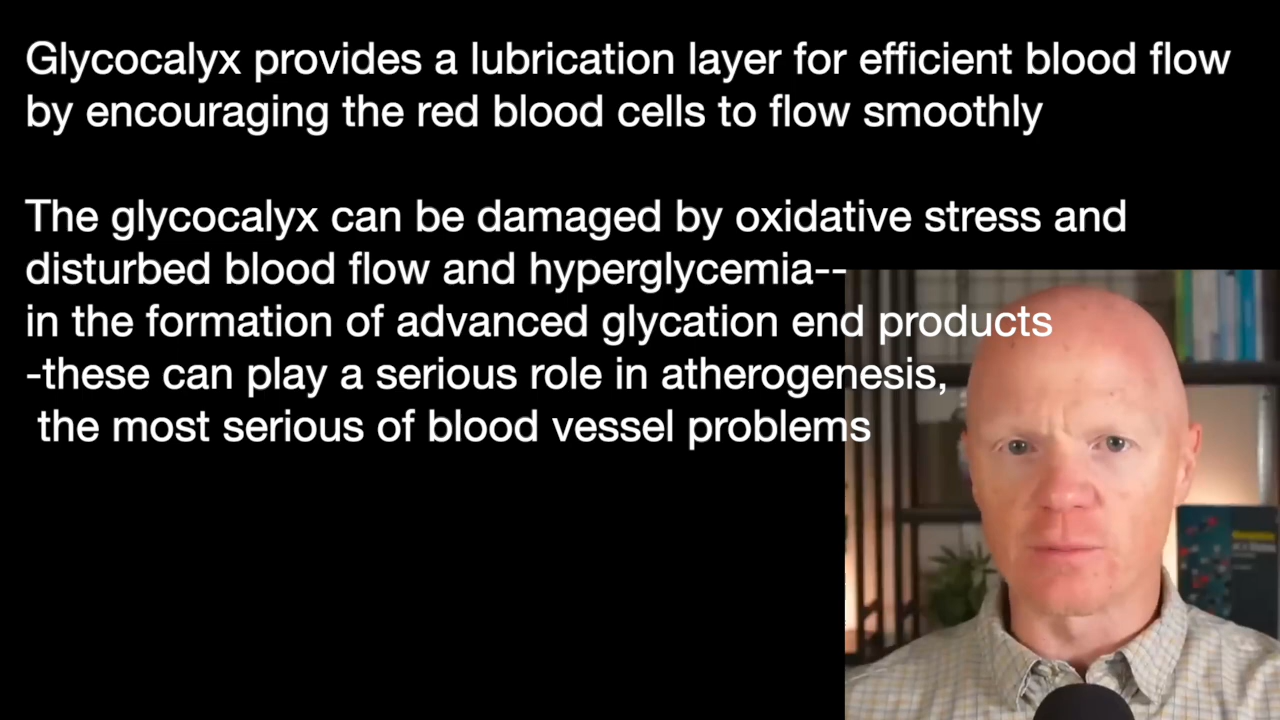 Glycocalyx provides a lubrication layer for efficient blood flow
by encouraging the red blood cells to flow smoothly
The glycocalyx can be damaged by oxidative stress and
disturbed blood flow and hyperglycemia--
in the formation of advanced glycation end products
-these can play a serious role in atherogenesis,
the most serious of blood vessel problems